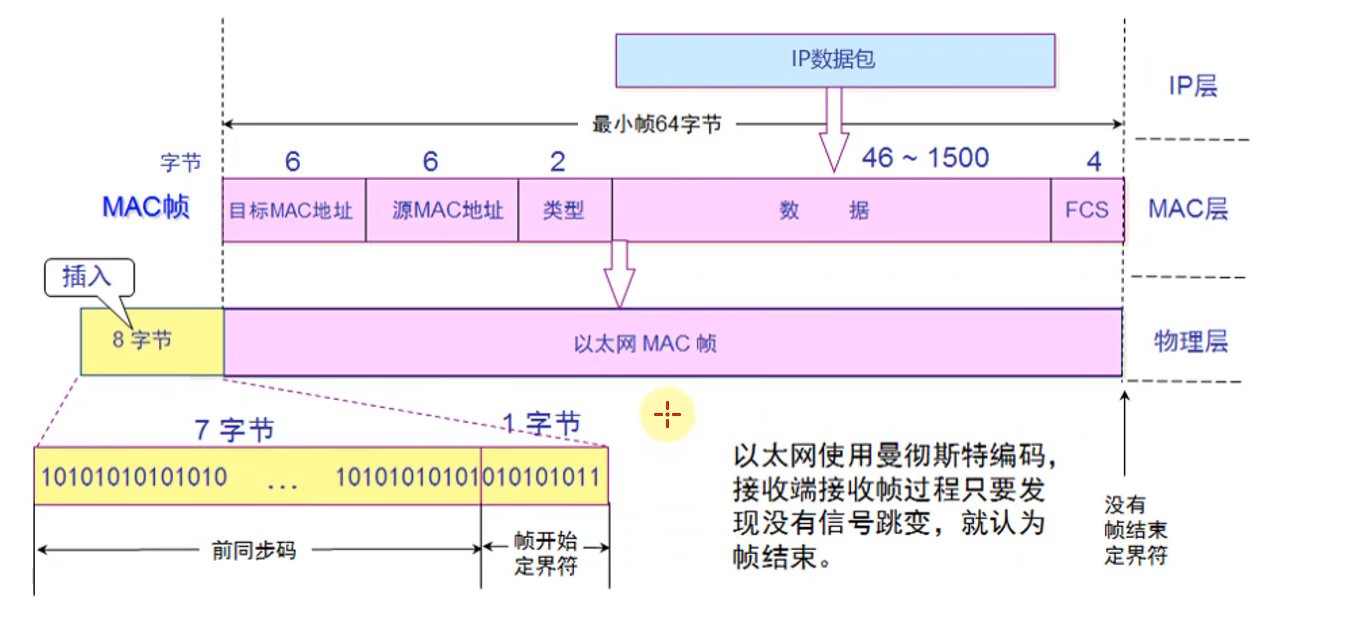 IP数据包
IP层
最小帧64字节
字节 6 6 2 46 ~ 1500 4
MAC帧 目标MAC地址 源MAC地址 类型 数 据 FCS MAC层
插入
8 字节 以太网 MAC 帧 物理层
7 字节 1 字节
10101010101010 ... 10101010101010101011
以太网使用曼彻斯特编码，
接收端接收帧过程只要发
现没有信号跳变，就认为
帧结束。
没有
帧结束
定界符
前同步码
帧开始
定界符